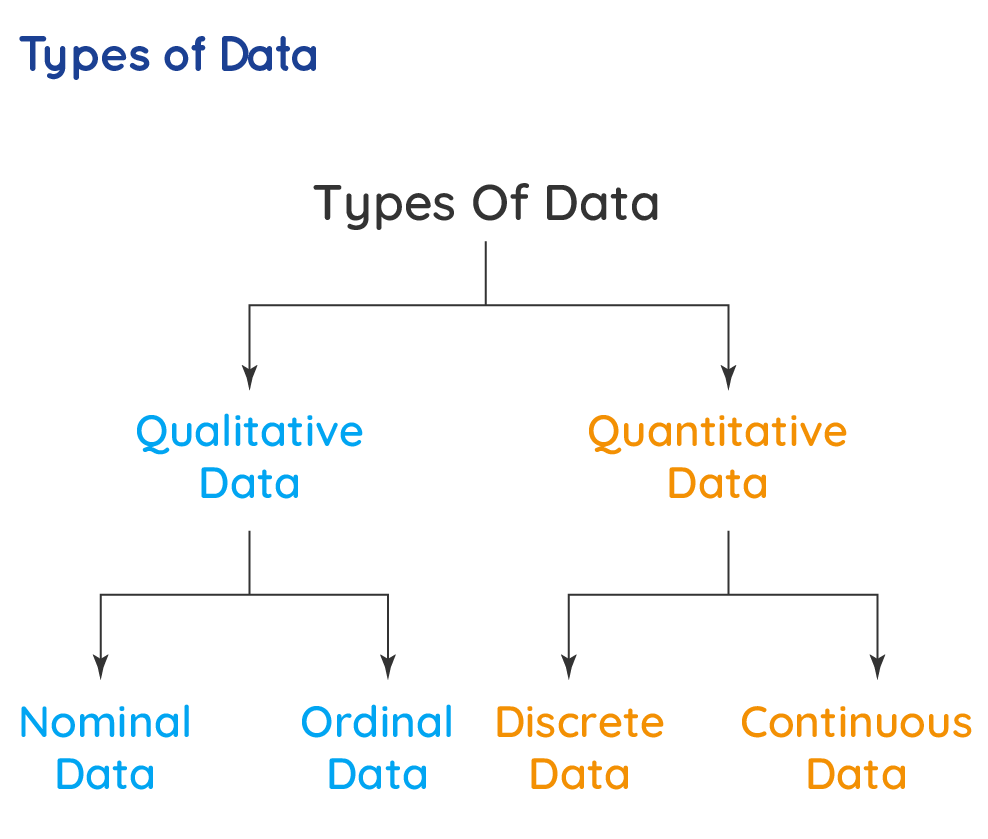 Types of Data
Types Of Data
Qualitative
Data
Quantitative
Data
Nominal
Data
Ordinal
Data
Discrete
Data
Continuous
Data